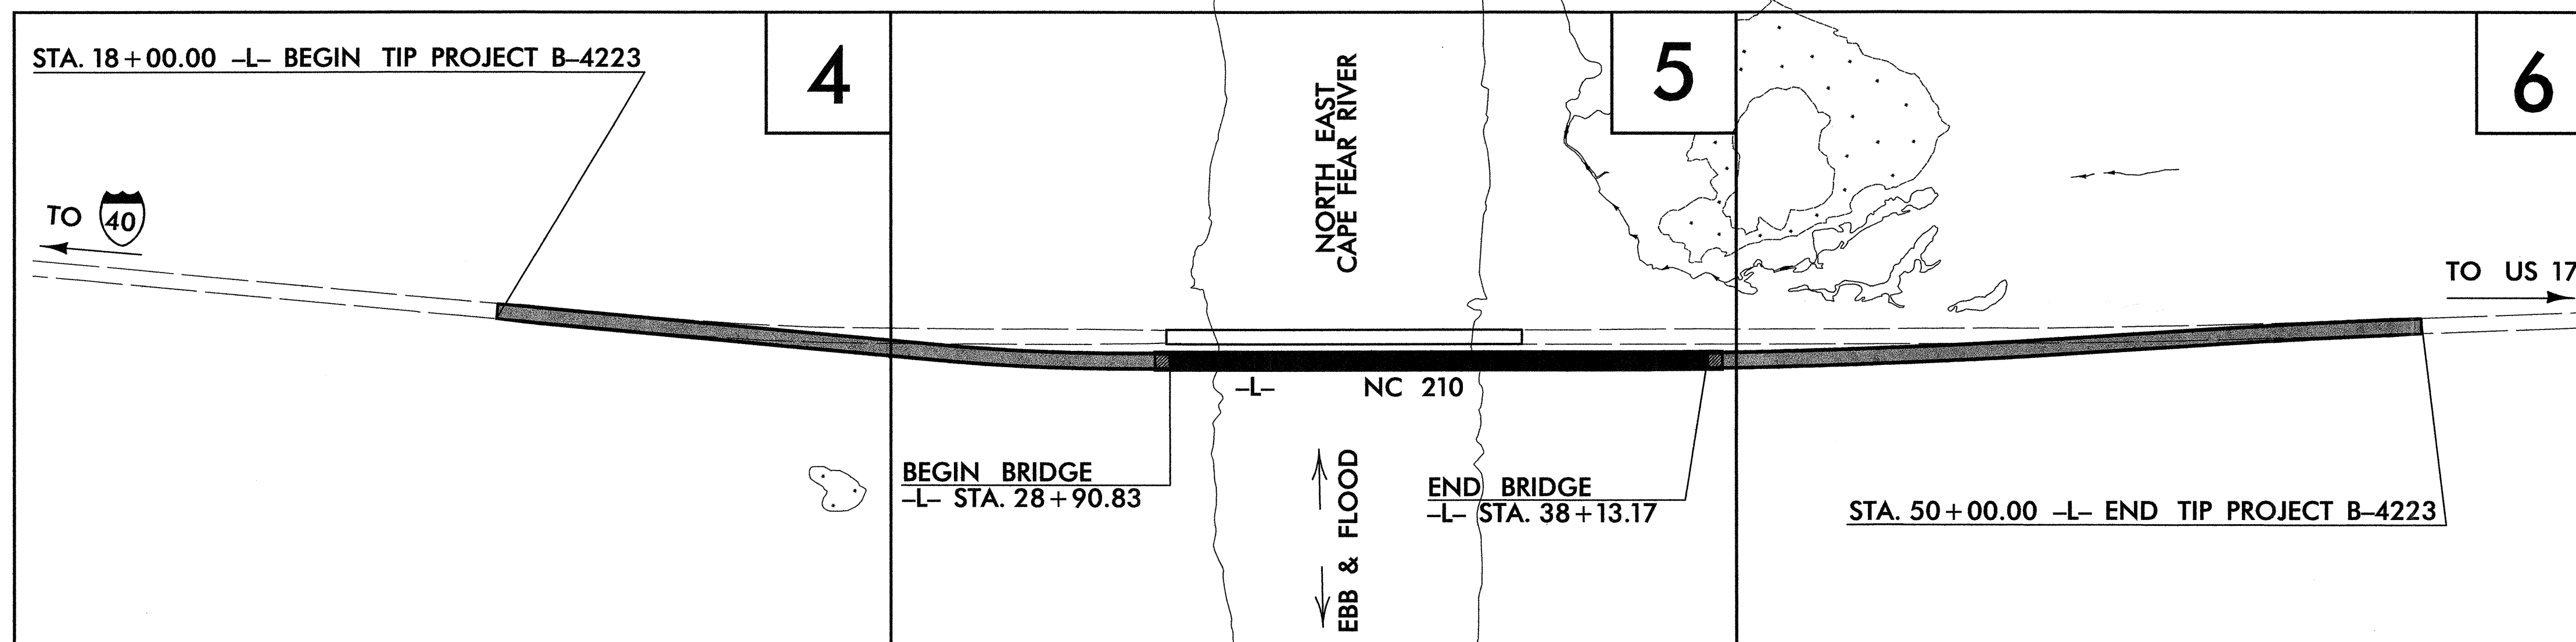 STA. 18+00.00 –L– BEGIN TIP PROJECT B–4223
4
5
6
TO 40
NORTH EAST
CAPE FEAR RIVER
TO US 17
–L– NC 210
BEGIN BRIDGE
–L– STA. 28+90.83
EBB & FLOOD
END BRIDGE
–L– STA. 38+13.17
STA. 50+00.00 –L– END TIP PROJECT B–4223